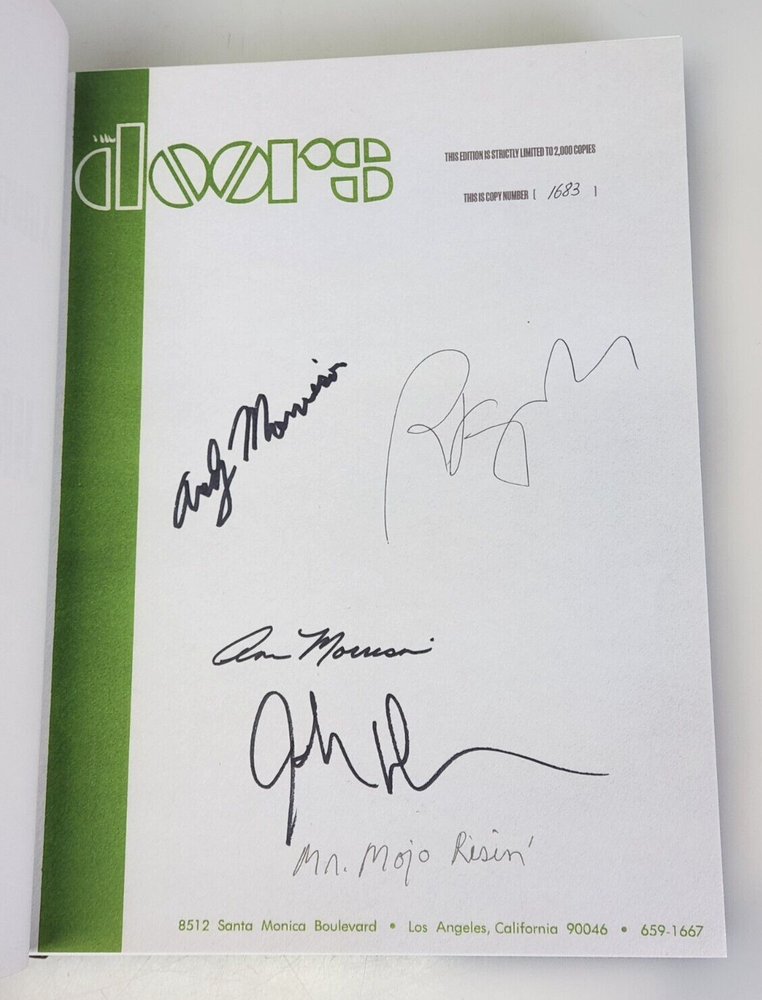 the doors
THIS EDITION IS STRICTLY LIMITED TO 2,000 COPIES
THIS IS COPY NUMBER [ 1683 ]
Andy Morrison
Ann Morrison
Mr. Mojo Risin'
8512 Santa Monica Boulevard • Los Angeles, California 90046 • 659-1667